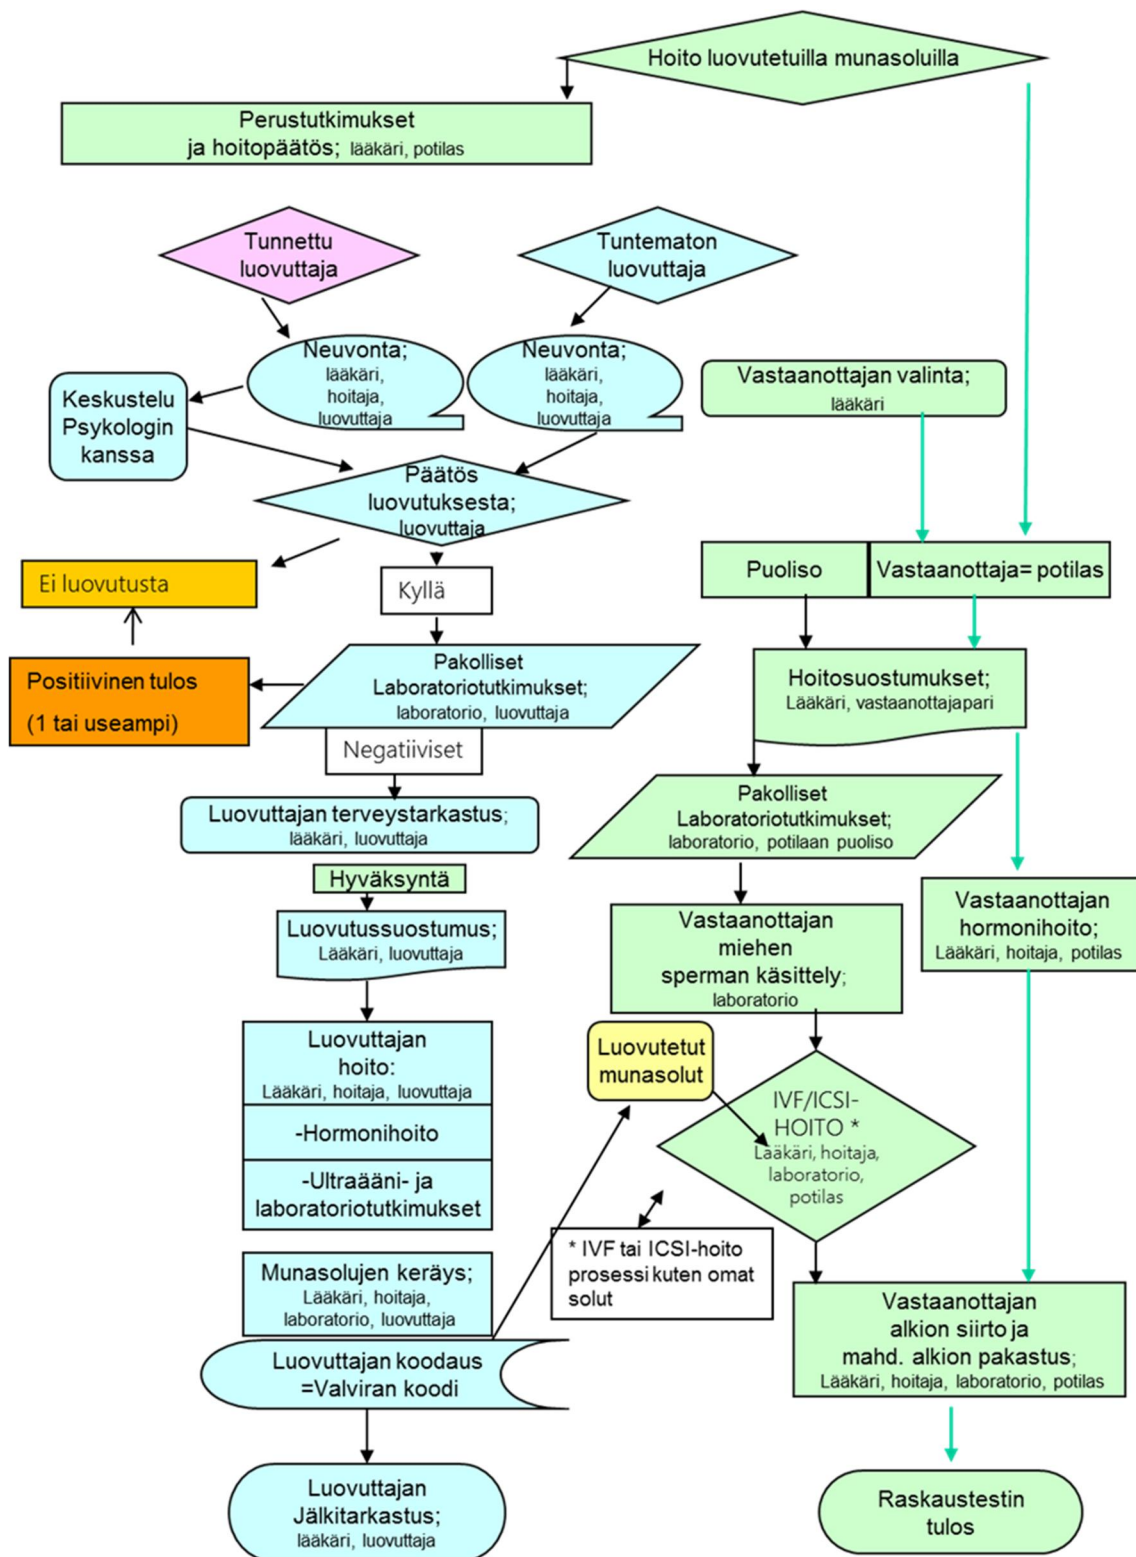 Hoito luovutetuilla munasoluilla
Perustutkimukset
ja hoitopäätös; lääkäri, potilas
Tunnettu
luovuttaja
Tuntematon
luovuttaja
Neuvonta;
lääkäri,
hoitaja,
luovuttaja
Neuvonta;
lääkäri,
hoitaja,
luovuttaja
Keskustelu
Psykologin
kanssa
Vastaanottajan valinta;
lääkäri
Päätös
luovutuksesta;
luovuttaja
Ei luovutusta
Kyllä
Puoliso
Vastaanottaja= potilas
Positiivinen tulos
(1 tai useampi)
Pakolliset
Laboratoriotutkimukset;
laboratorio, luovuttaja
Hoitosuostumukset;
Lääkäri, vastaanottajapari
Negatiiviset
Luovuttajan terveystarkastus;
lääkäri, luovuttaja
Pakolliset
Laboratoriotutkimukset;
laboratorio, potilaan puoliso
Hyväksyntä
Luovutussuostumus;
Lääkäri, luovuttaja
Vastaanottajan
miehen
sperman käsittely;
laboratorio
Vastaanottajan
hormonihoito;
Lääkäri, hoitaja, potilas
Luovuttajan
hoito:
Lääkäri, hoitaja, luovuttaja
-Hormonihoito
-Ultraääni- ja
laboratoriotutkimukset
Luovutetut
munasolut
IVF/ICSI-
HOITO *
Lääkäri, hoitaja,
laboratorio,
potilas
* IVF tai ICSI-hoito
prosessi kuten omat
solut
Munasolujen keräys;
Lääkäri, hoitaja,
laboratorio, luovuttaja
Luovuttajan koodaus
=Valviran koodi
Vastaanottajan
alkion siirto ja
mahd. alkion pakastus;
Lääkäri, hoitaja, laboratorio, potilas
Luovuttajan
Jälkitarkastus;
lääkäri, luovuttaja
Raskaustestin
tulos